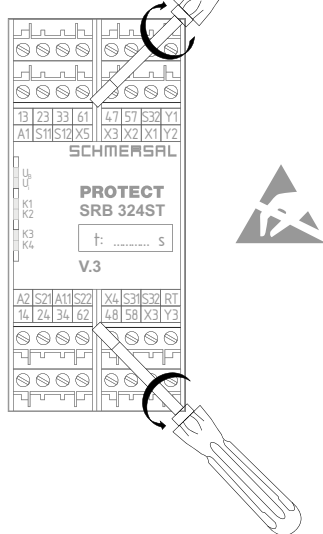 13 23 33 61 47 57 S32 Y1
A1 S11 S12 X5 X3 X2 X1 Y2
SCHMERSAL
UB
Ui
K1
K2
PROTECT
SRB 324ST
K3
K4
t: ............ s
V.3
A2 S21 A1.1 S22 X4 S31 S32 RT
14 24 34 62 48 58 X3 Y3